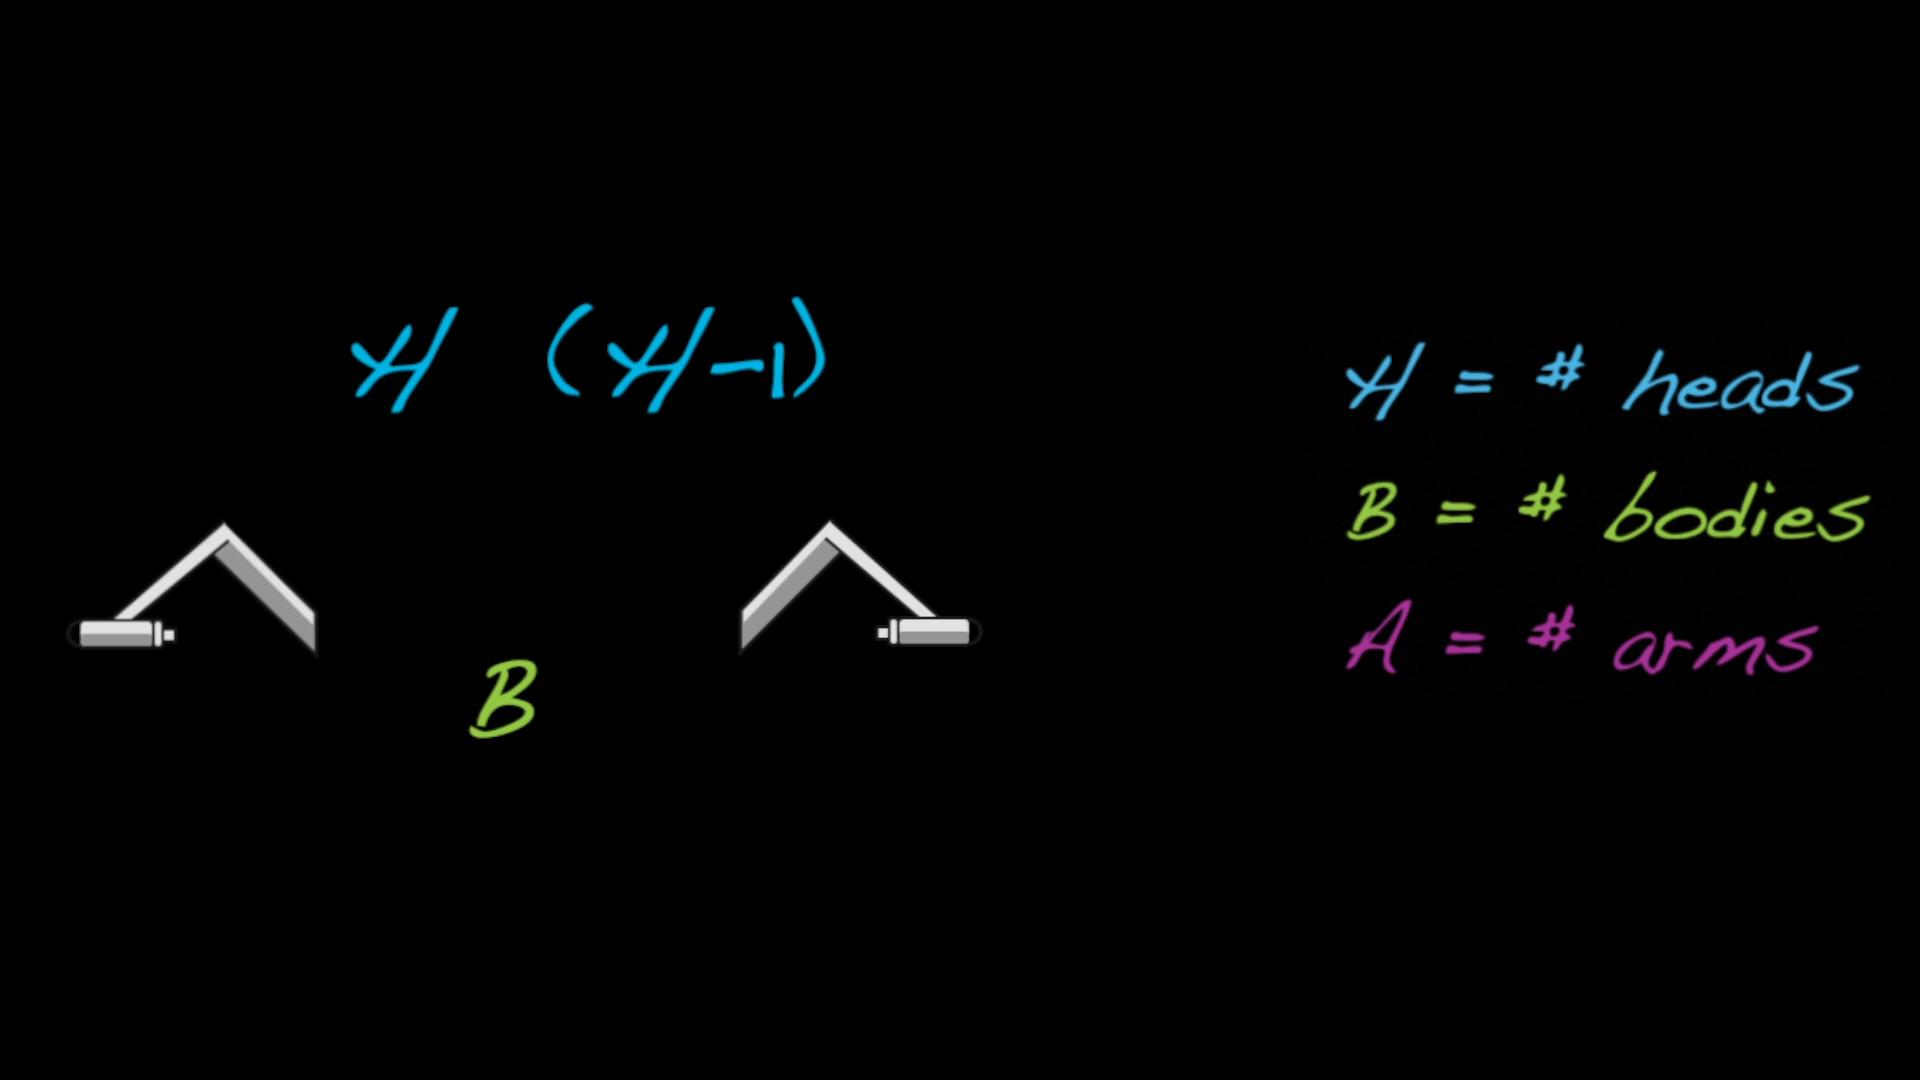 H (H-1)
B
H = # heads
B = # bodies
A = # arms